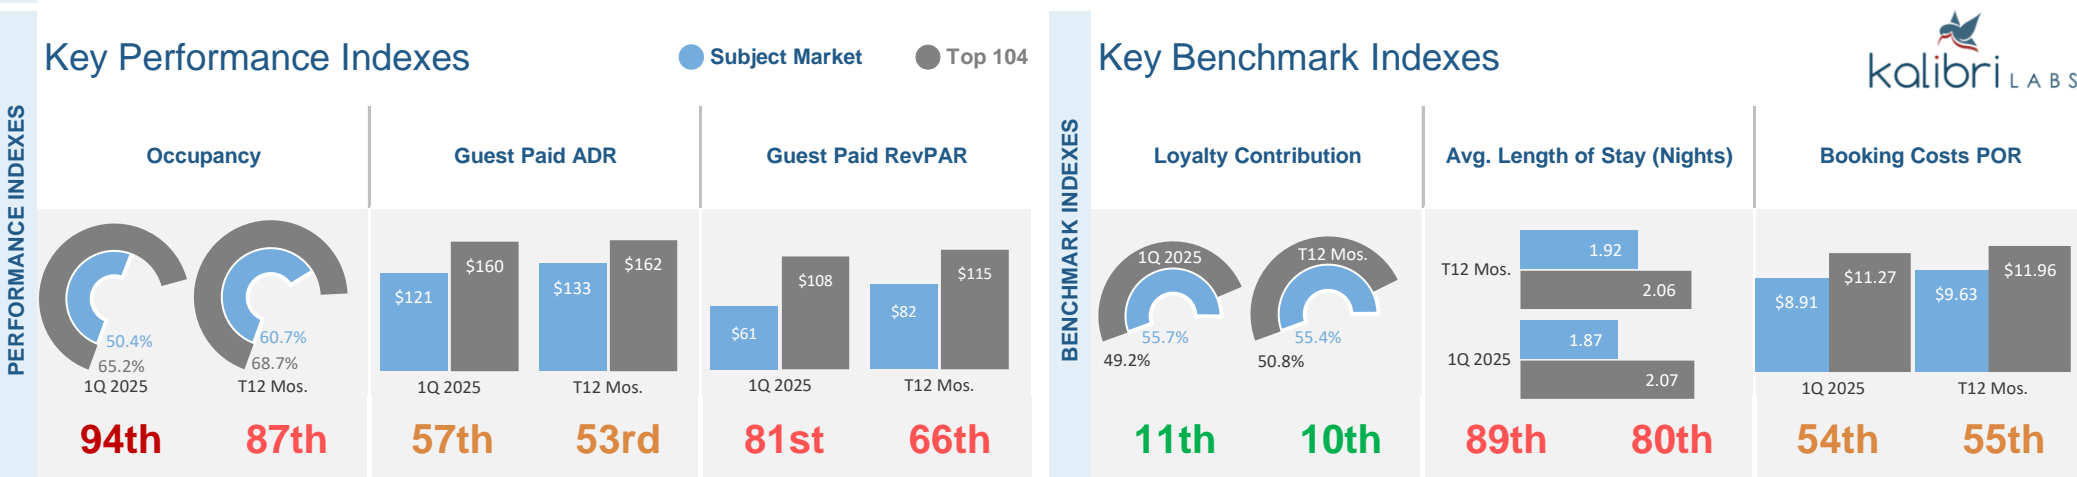 PERFORMANCE INDEXES
Key Performance Indexes
Subject Market
Top 104
Occupancy
Guest Paid ADR
Guest Paid RevPAR
50.4%
65.2%
1Q 2025
60.7%
68.7%
T12 Mos.
$121
$160
1Q 2025
$133
$162
T12 Mos.
$61
$108
1Q 2025
$82
$115
T12 Mos.
94th
87th
57th
53rd
81st
66th
BENCHMARK INDEXES
Key Benchmark Indexes
kalibri LABS
Loyalty Contribution
Avg. Length of Stay (Nights)
Booking Costs POR
1Q 2025
55.7%
49.2%
T12 Mos.
55.4%
50.8%
T12 Mos.
1.92
2.06
1Q 2025
1.87
2.07
$8.91
$11.27
1Q 2025
$9.63
$11.96
T12 Mos.
11th
10th
89th
80th
54th
55th